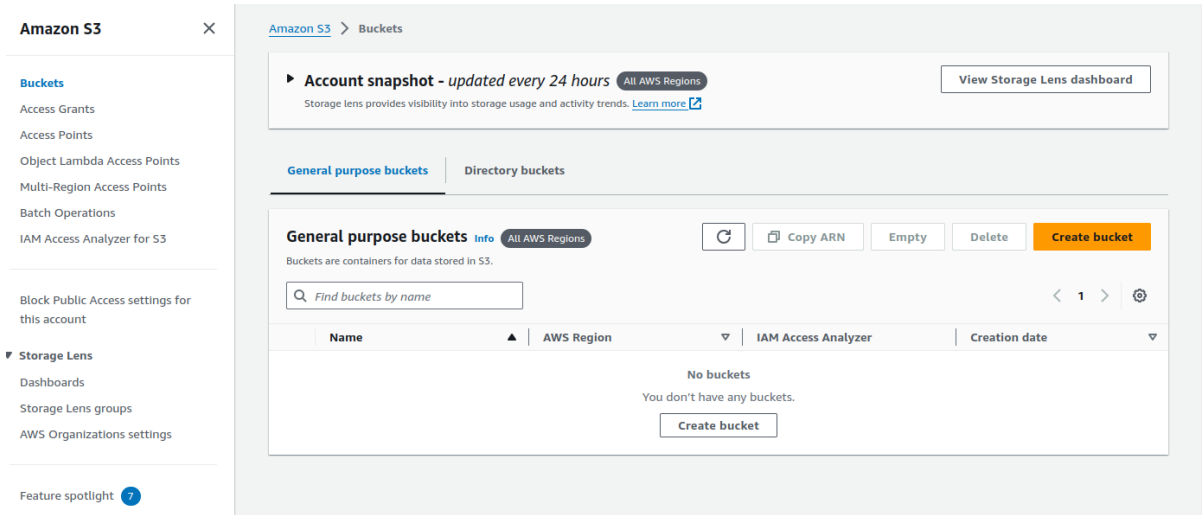 Amazon S3
Buckets
Access Grants
Access Points
Object Lambda Access Points
Multi-Region Access Points
Batch Operations
IAM Access Analyzer for S3
Block Public Access settings for
this account
Storage Lens
Dashboards
Storage Lens groups
AWS Organizations settings
Feature spotlight 7
Amazon S3 Buckets
Account snapshot - updated every 24 hours All AWS Regions
View Storage Lens dashboard
Storage lens provides visibility into storage usage and activity trends. Learn more
General purpose buckets Directory buckets
General purpose buckets Info All AWS Regions
Copy ARN Empty Delete Create bucket
Buckets are containers for data stored in S3.
Find buckets by name
1
Name AWS Region IAM Access Analyzer Creation date
No buckets
You don't have any buckets.
Create bucket